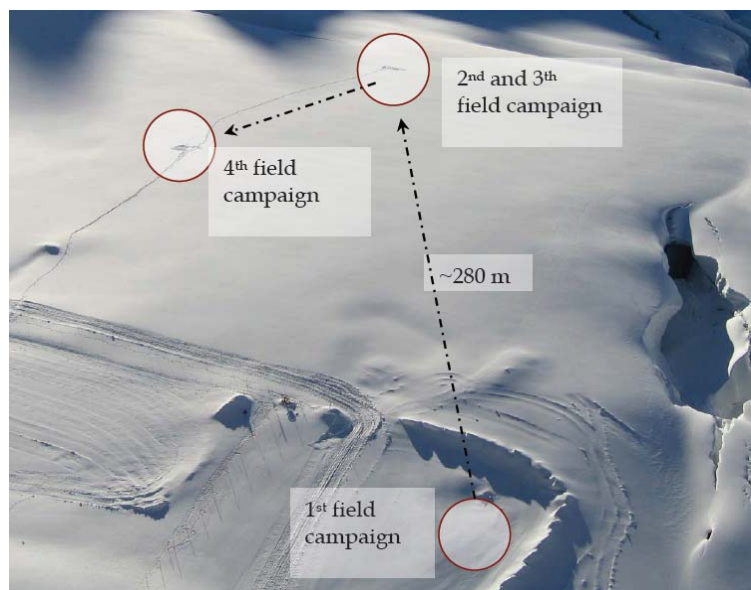 2nd and 3th
field campaign
4th field
campaign
~280 m
1st field
campaign